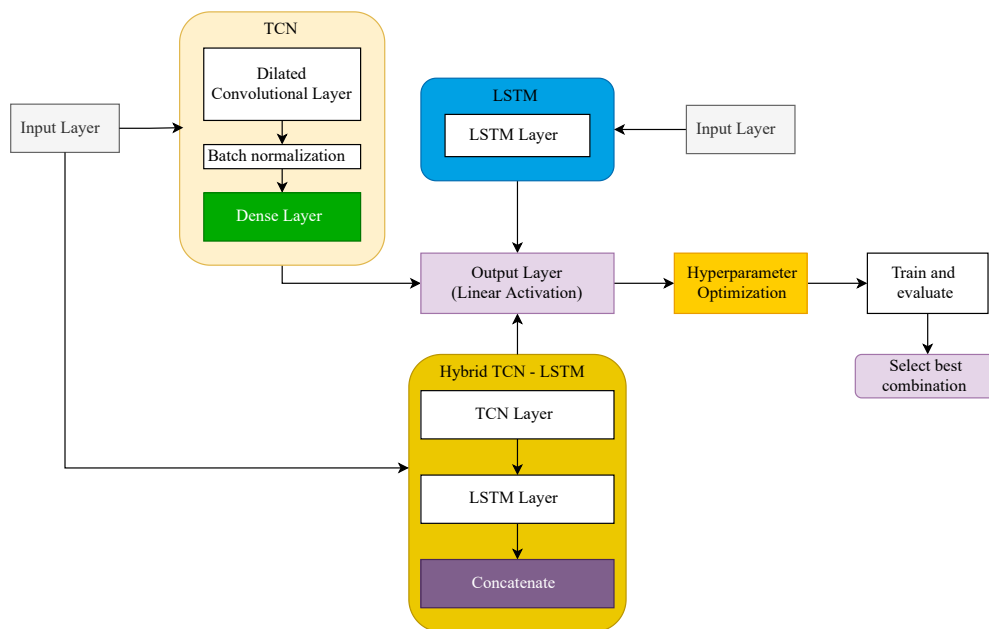 TCN
Dilated
Convolutional Layer
Batch normalization
Dense Layer
Input Layer
LSTM
LSTM Layer
Input Layer
Output Layer
(Linear Activation)
Hyperparameter
Optimization
Train and
evaluate
Select best
combination
Hybrid TCN - LSTM
TCN Layer
LSTM Layer
Concatenate